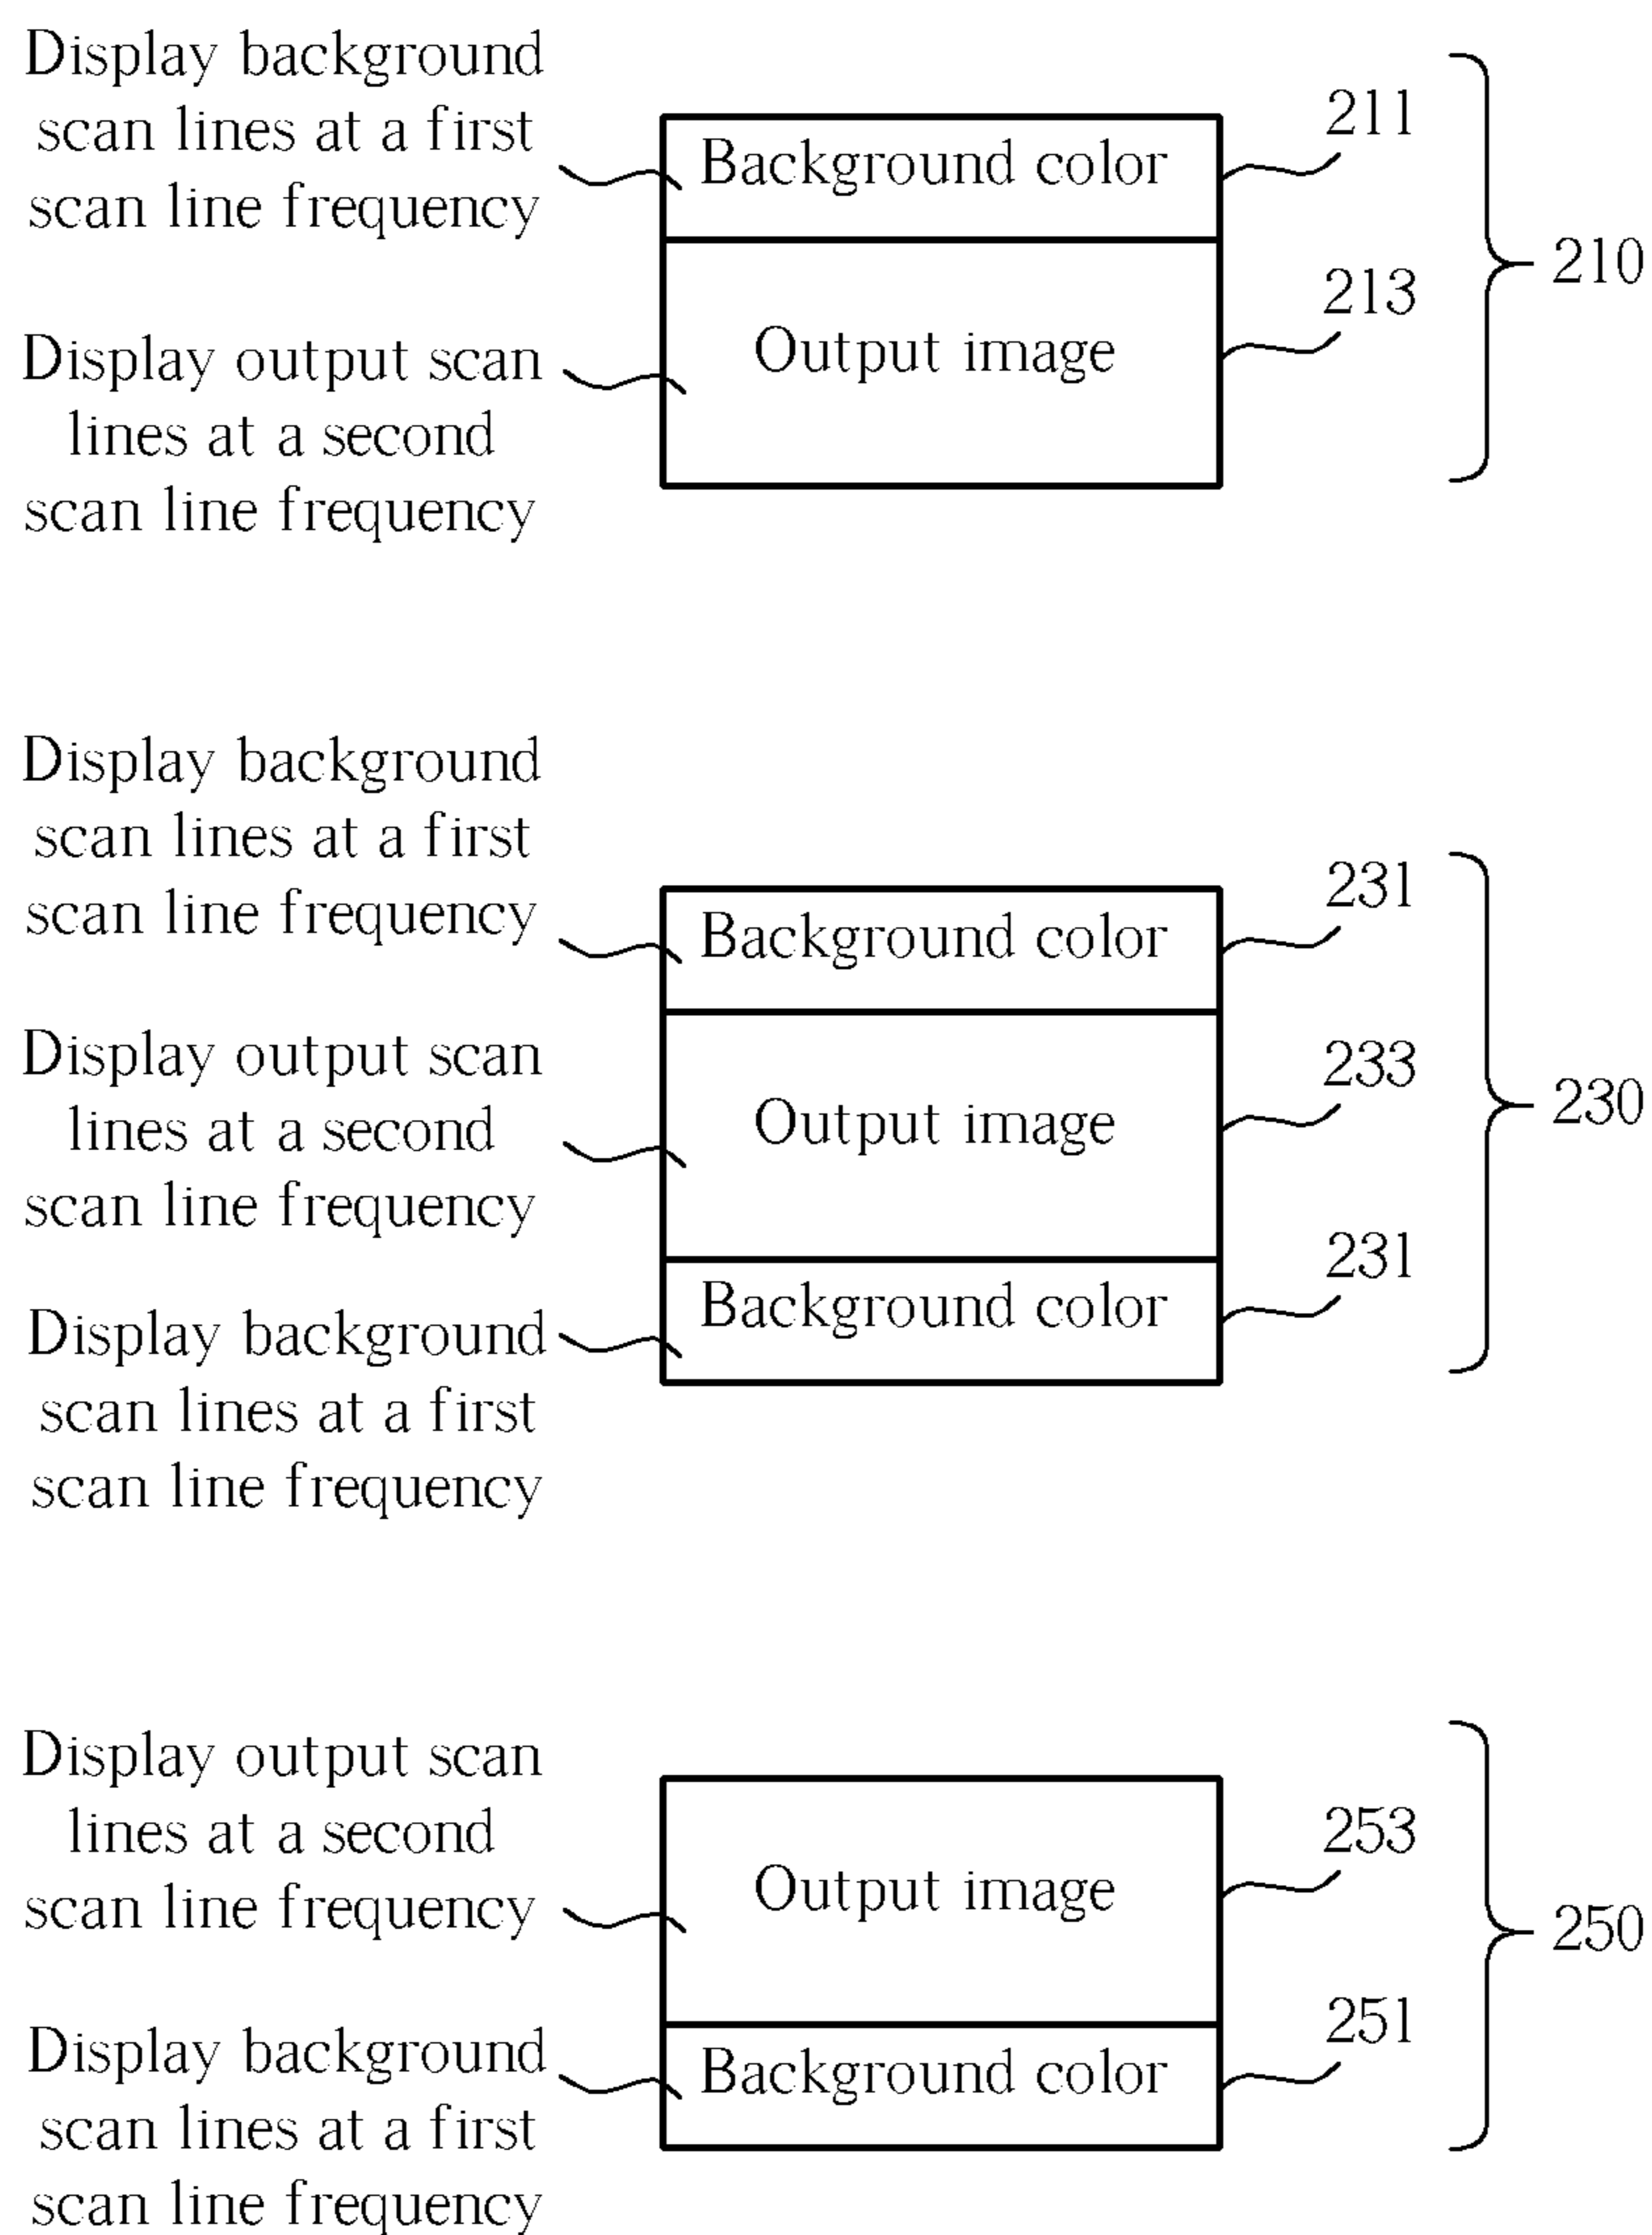 Display background
scan lines at a first
scan line frequency
Background color
211
Display output scan
lines at a second
scan line frequency
Output image
213
210
Display background
scan lines at a first
scan line frequency
Background color
231
Display output scan
lines at a second
scan line frequency
Output image
233
230
Display background
scan lines at a first
scan line frequency
Background color
231
Display output scan
lines at a second
scan line frequency
Output image
253
250
Display background
scan lines at a first
scan line frequency
Background color
251